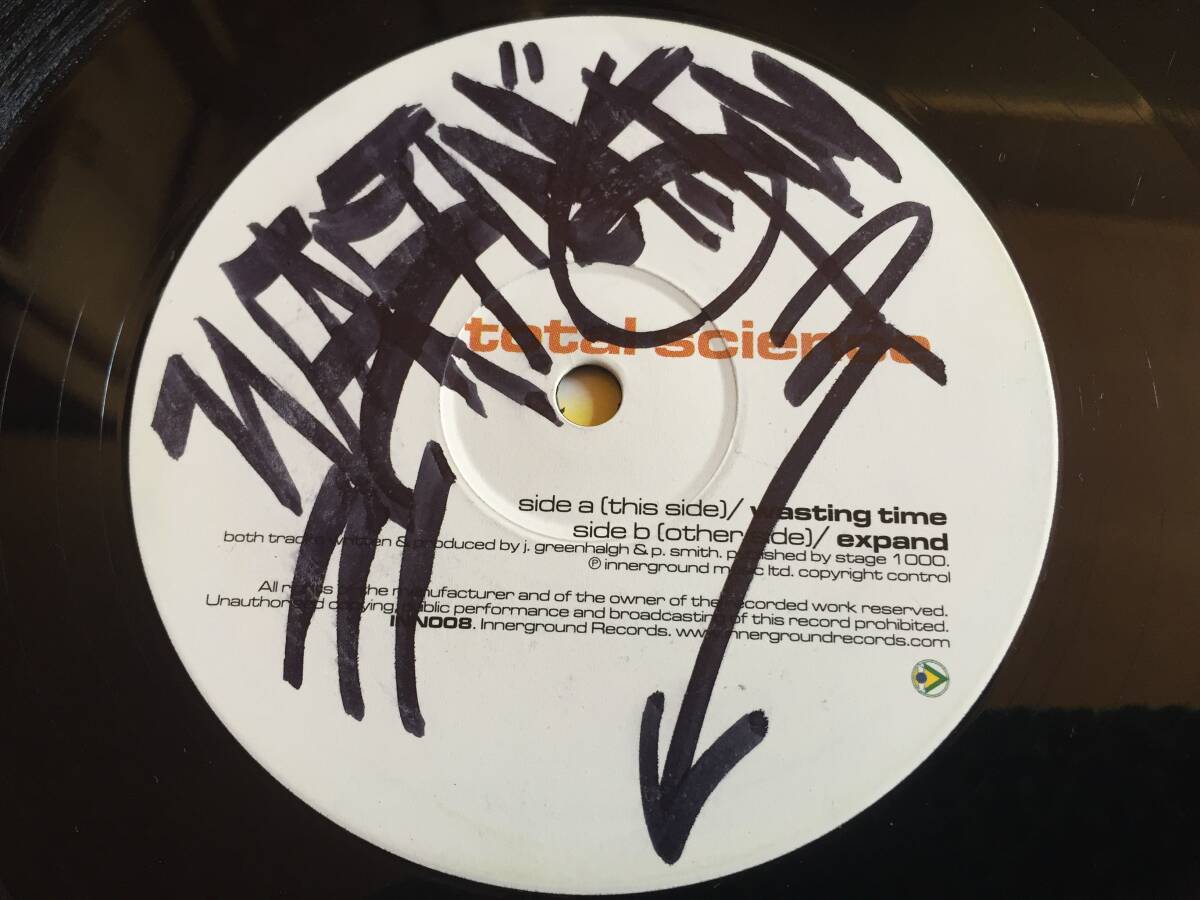 total science
side a (this side)/ wasting time
side b (other side)/ expand
both tracks written & produced by j. greenhalgh & p. smith. published by stage 1000.
℗ innerground music ltd. copyright control
All rights of the manufacturer and of the owner of the recorded work reserved.
Unauthorised copying, public performance and broadcasting of this record prohibited.
INN008. Innerground Records. www.innergroundrecords.com